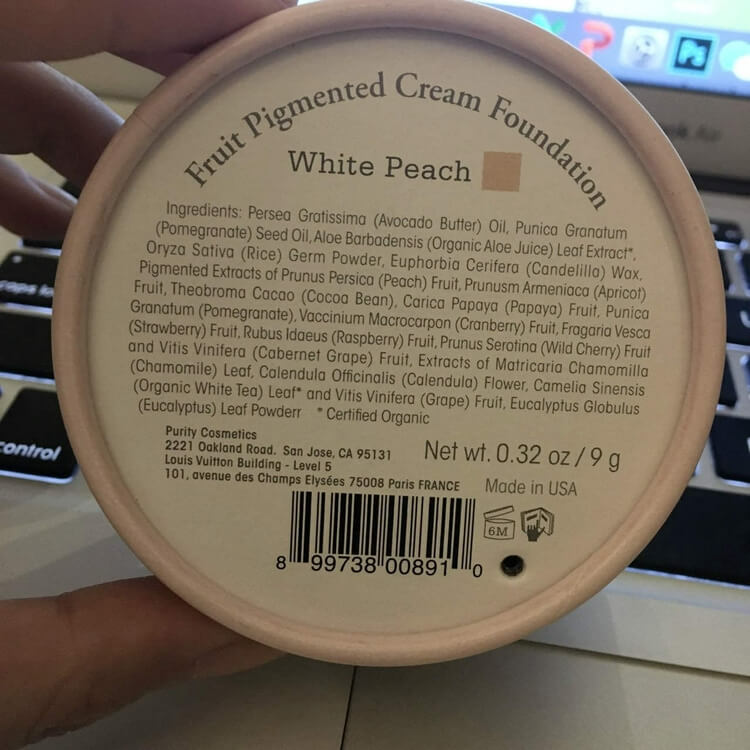 Fruit Pigmented Cream Foundation
White Peach
Ingredients: Persea Gratissima (Avocado Butter) Oil, Punica Granatum
(Pomegranate) Seed Oil, Aloe Barbadensis (Organic Aloe Juice) Leaf Extract*,
Oryza Sativa (Rice) Germ Powder, Euphorbia Cerifera (Candelilla) Wax,
Pigmented Extracts of Prunus Persica (Peach) Fruit, Prunusm Armeniaca (Apricot)
Fruit, Theobroma Cacao (Cocoa Bean), Carica Papaya (Papaya) Fruit, Punica
Granatum (Pomegranate), Vaccinium Macrocarpon (Cranberry) Fruit, Fragaria Vesca
(Strawberry) Fruit, Rubus Idaeus (Raspberry) Fruit, Prunus Serotina (Wild Cherry) Fruit
and Vitis Vinifera (Cabernet Grape) Fruit, Extracts of Matricaria Chamomilla
(Chamomile) Leaf, Calendula Officinalis (Calendula) Flower, Camelia Sinensis
(Organic White Tea) Leaf* and Vitis Vinifera (Grape) Fruit, Eucalyptus Globulus
(Eucalyptus) Leaf Powderr *Certified Organic
Purity Cosmetics
2221 Oakland Road. San Jose, CA 95131
Louis Vuitton Building - Level 5
101, avenue des Champs Elysées 75008 Paris FRANCE
Net wt. 0.32 oz / 9 g
Made in USA
6M
8 99738 00891 0
Ps
caps
control